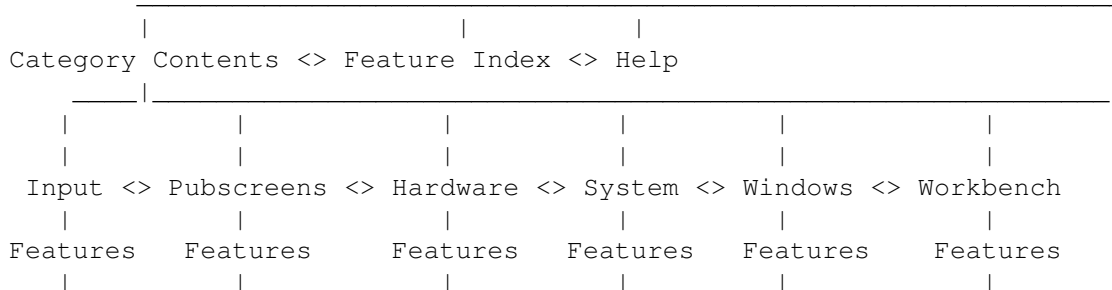 Category Contents <> Feature Index <> Help
Input <> Pubscreens <> Hardware <> System <> Windows <> Workbench
Features Features Features Features Features Features